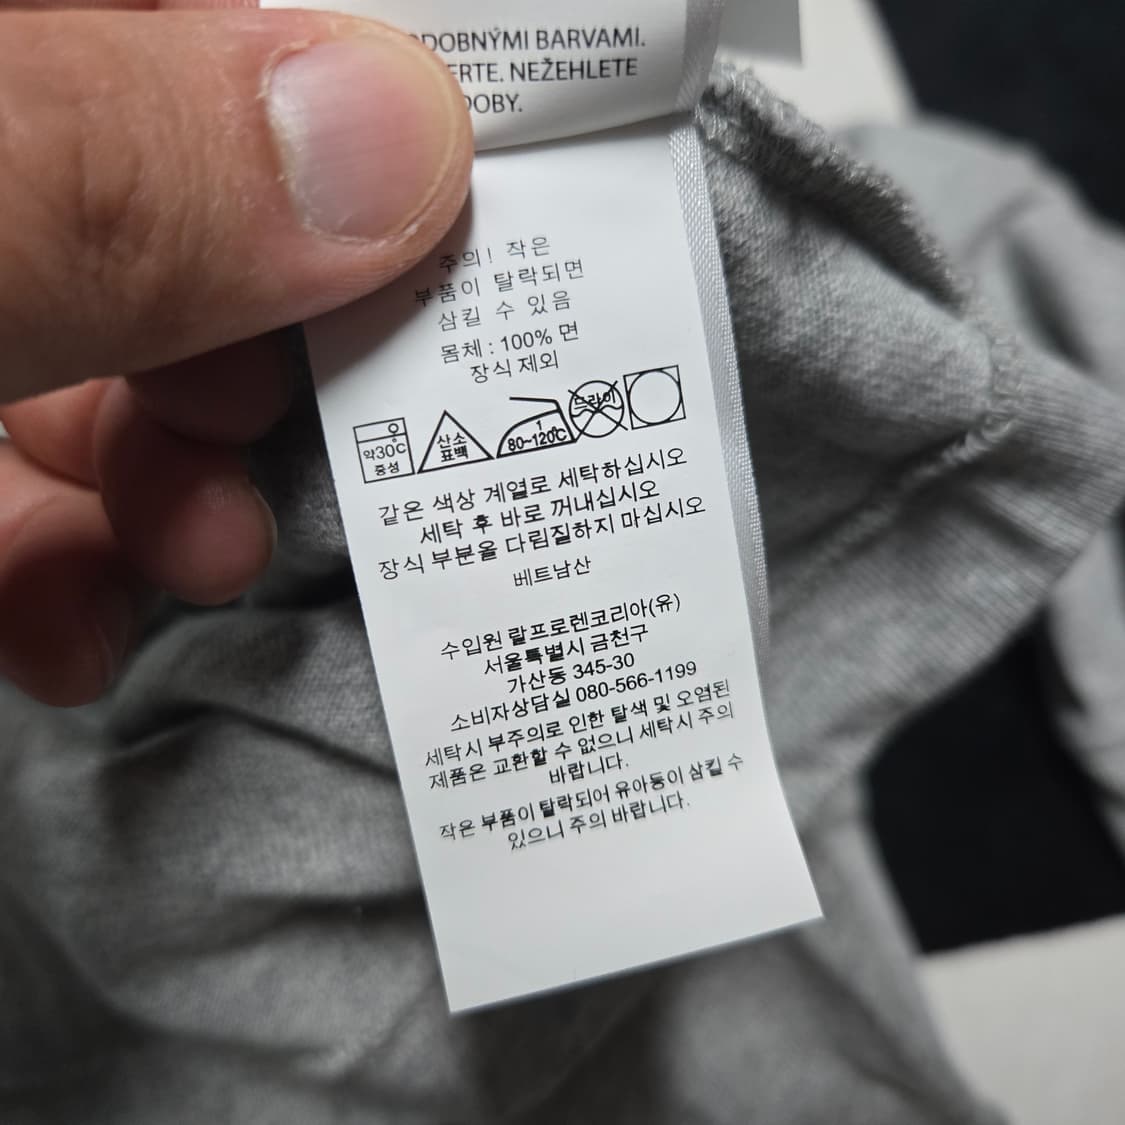 DOBNÝMI BARVAMI.
ERTE. NEŽEHLETE
DOBY.
주의! 작은
부품이 탈락되면
삼킬 수 있음
몸체 : 100% 면
장식 제외
약30℃
중성
산소
표백
1
80~120℃
드라이
같은 색상 계열로 세탁하십시오
세탁 후 바로 꺼내십시오
장식 부분을 다림질하지 마십시오
베트남산
수입원 랄프로렌코리아(유)
서울특별시 금천구
가산동 345-30
소비자상담실 080-566-1199
세탁시 부주의로 인한 탈색 및 오염된
제품은 교환할 수 없으니 세탁시 주의
바랍니다.
작은 부품이 탈락되어 유아동이 삼킬 수
있으니 주의 바랍니다.